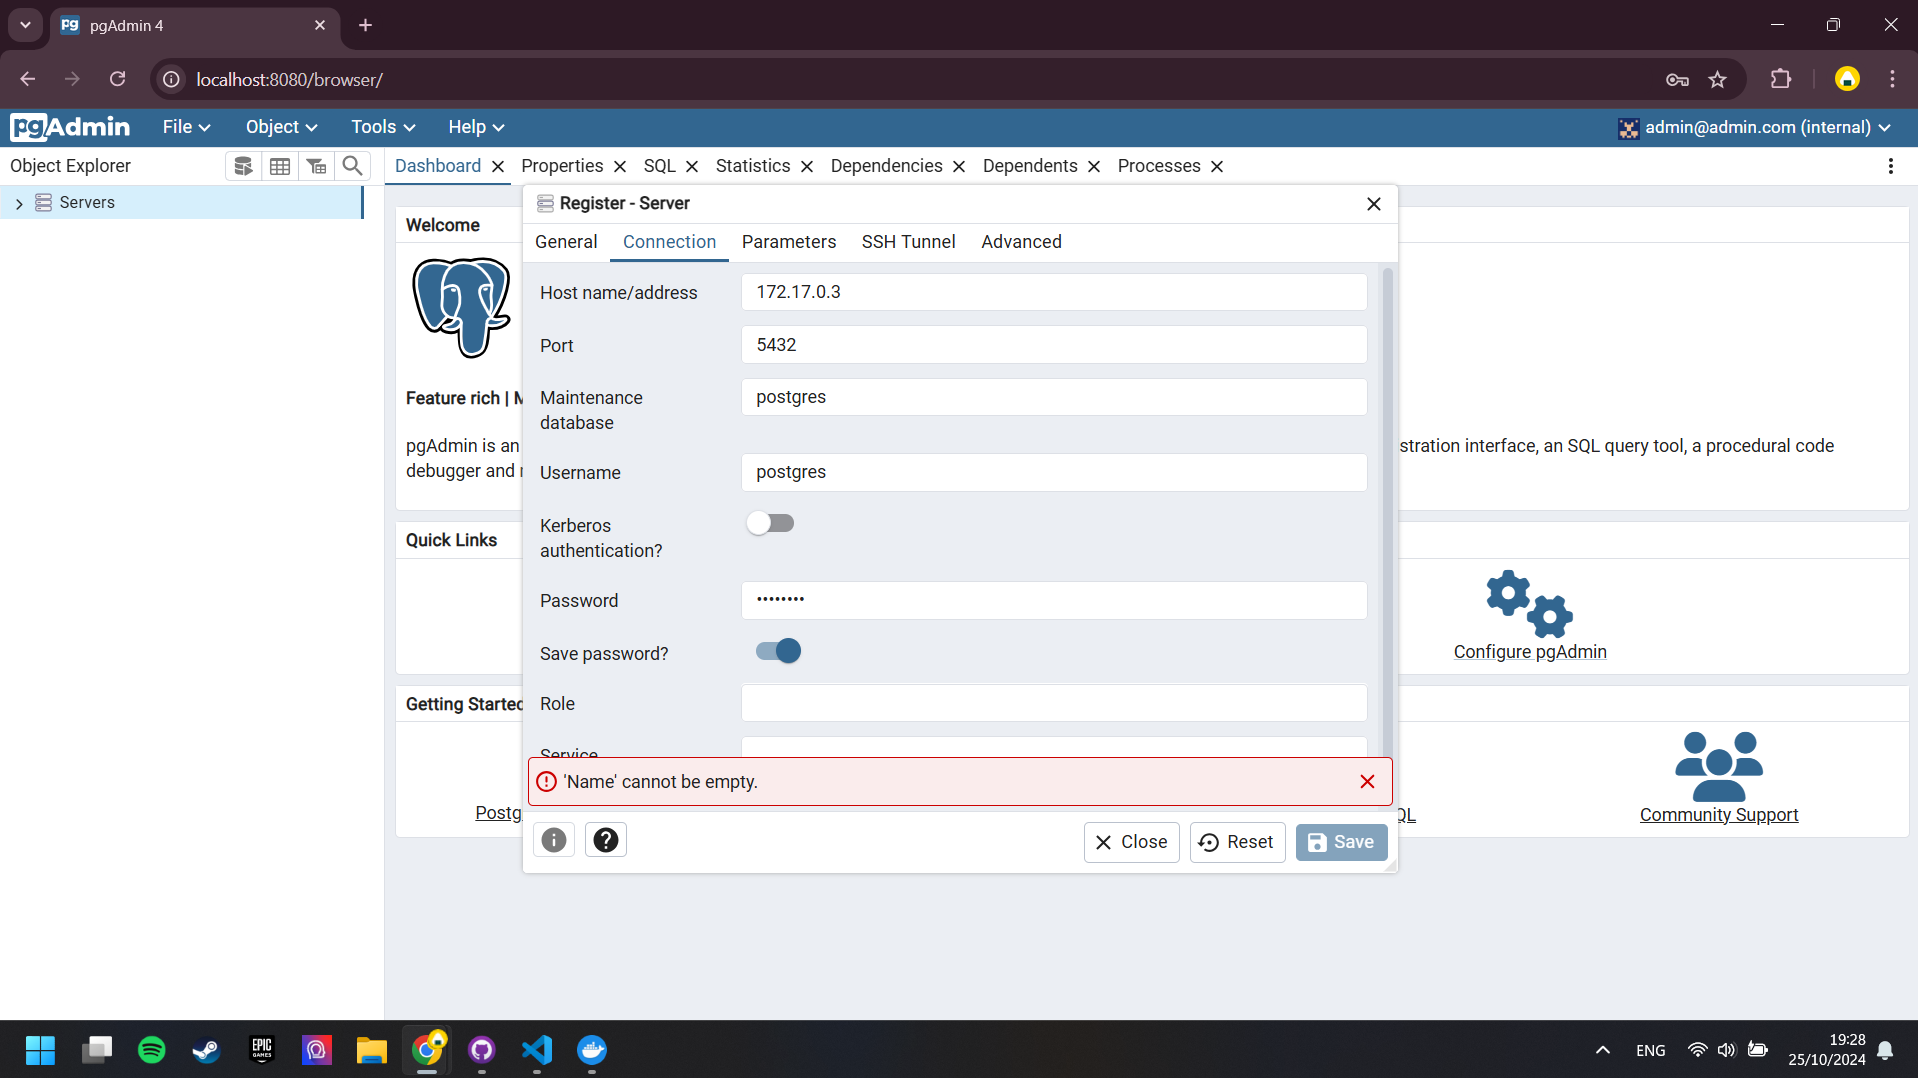 pgAdmin 4
localhost:8080/browser/
pgAdmin File Object Tools Help admin@admin.com (internal)
Object Explorer
Dashboard Properties SQL Statistics Dependencies Dependents Processes
Servers
Register - Server
Welcome
General Connection Parameters SSH Tunnel Advanced
Host name/address 172.17.0.3
Port 5432
Feature rich |
Maintenance database postgres
pgAdmin is an stration interface, an SQL query tool, a procedural code
debugger and
Username postgres
Quick Links
Kerberos authentication?
Password ••••••••
Save password?
Configure pgAdmin
Getting Started
Role
Service
'Name' cannot be empty.
Postg QL
Community Support
Close Reset Save
EPIC GAMES
ENG
19:28
25/10/2024